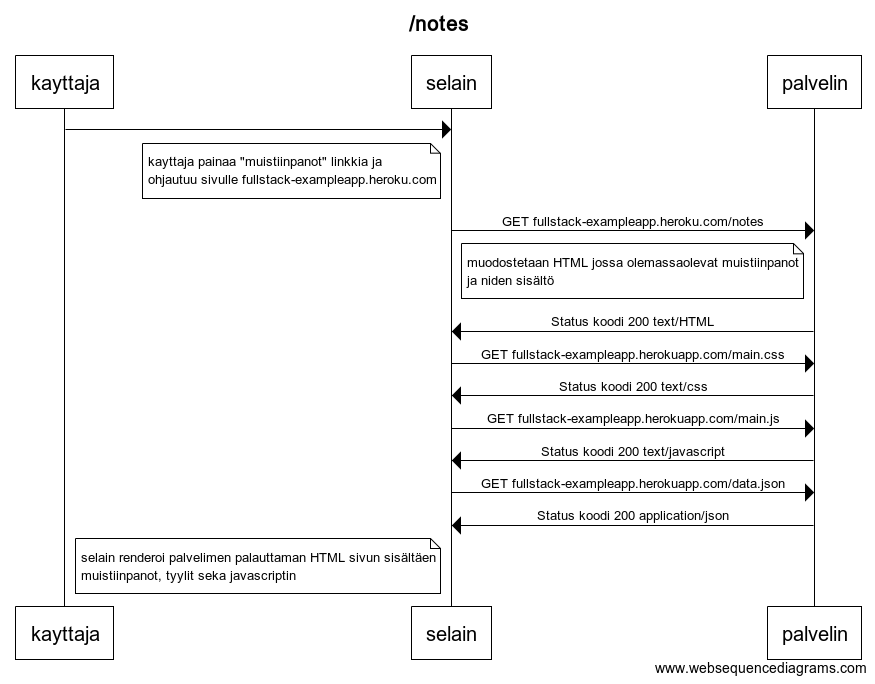 /notes
kayttaja
selain
palvelin
kayttaja painaa "muistiinpanot" linkkia ja
ohjautuu sivulle fullstack-exampleapp.heroku.com
GET fullstack-exampleapp.heroku.com/notes
muodostetaan HTML jossa olemassaolevat muistiinpanot
ja niden sisältö
Status koodi 200 text/HTML
GET fullstack-exampleapp.herokuapp.com/main.css
Status koodi 200 text/css
GET fullstack-exampleapp.herokuapp.com/main.js
Status koodi 200 text/javascript
GET fullstack-exampleapp.herokuapp.com/data.json
Status koodi 200 application/json
selain renderoi palvelimen palauttaman HTML sivun sisältäen
muistiinpanot, tyylit seka javascriptin
kayttaja
selain
palvelin
www.websequencediagrams.com